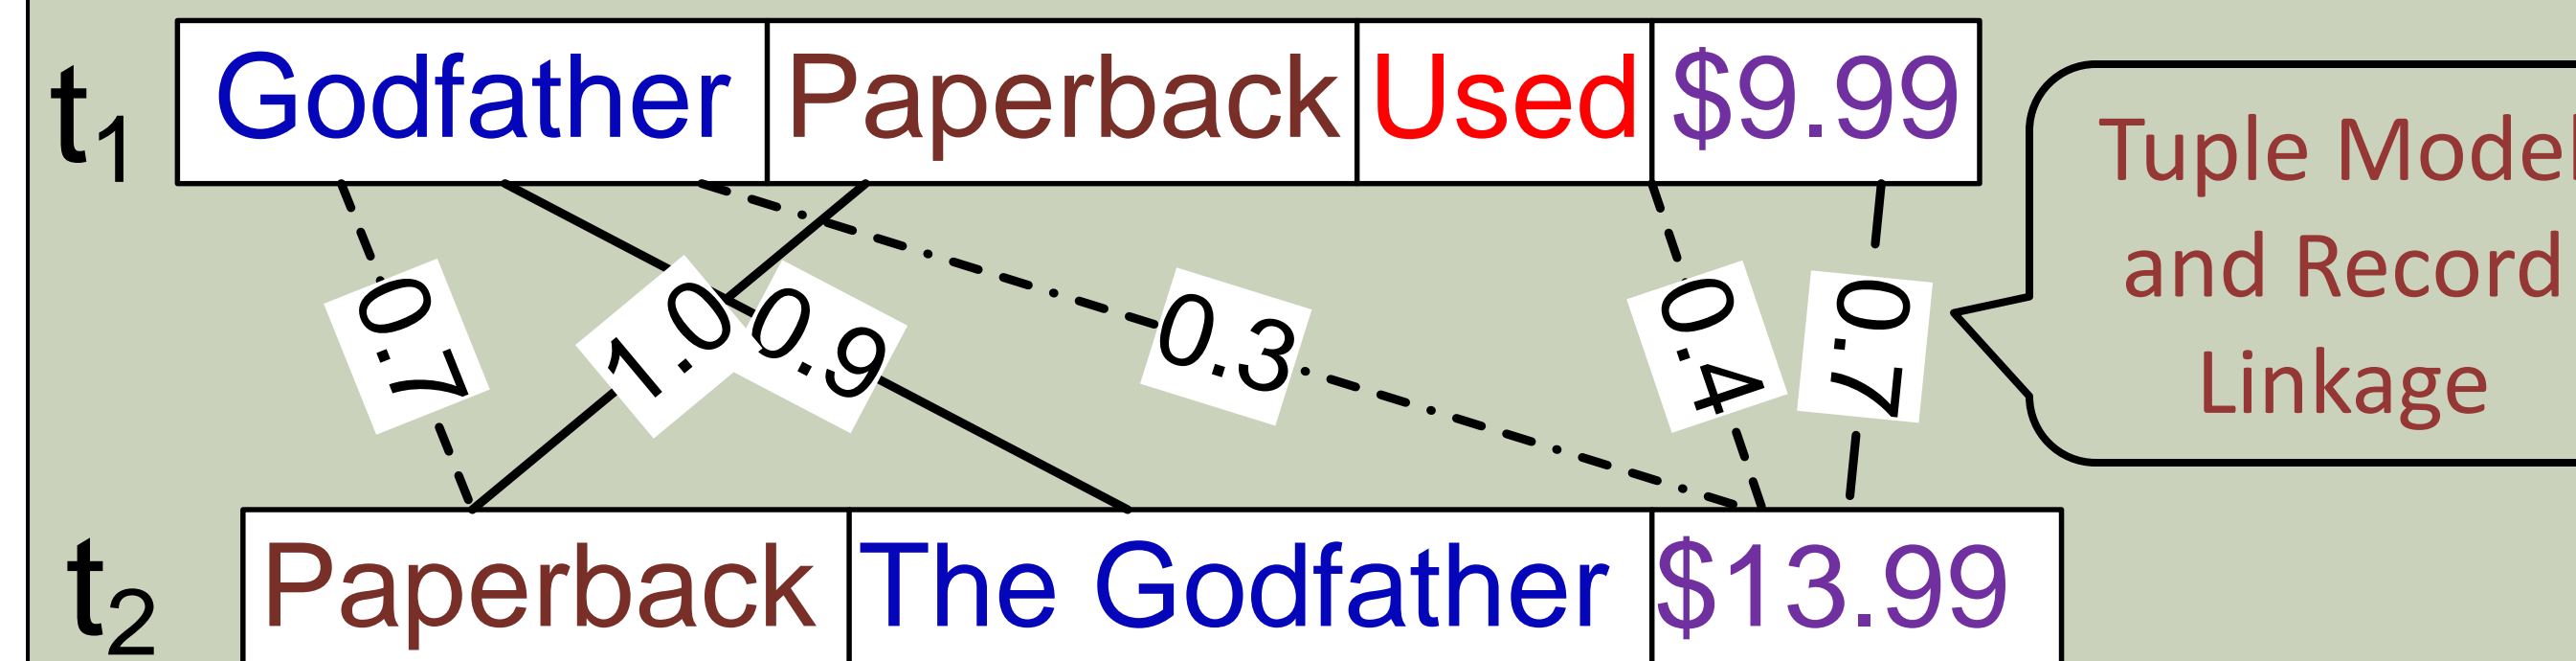 t1 Godfather Paperback Used $9.99
Tuple Model
and Record
Linkage
0.7 1.0 0.9 0.3 0.4 0.7
t2 Paperback The Godfather $13.99